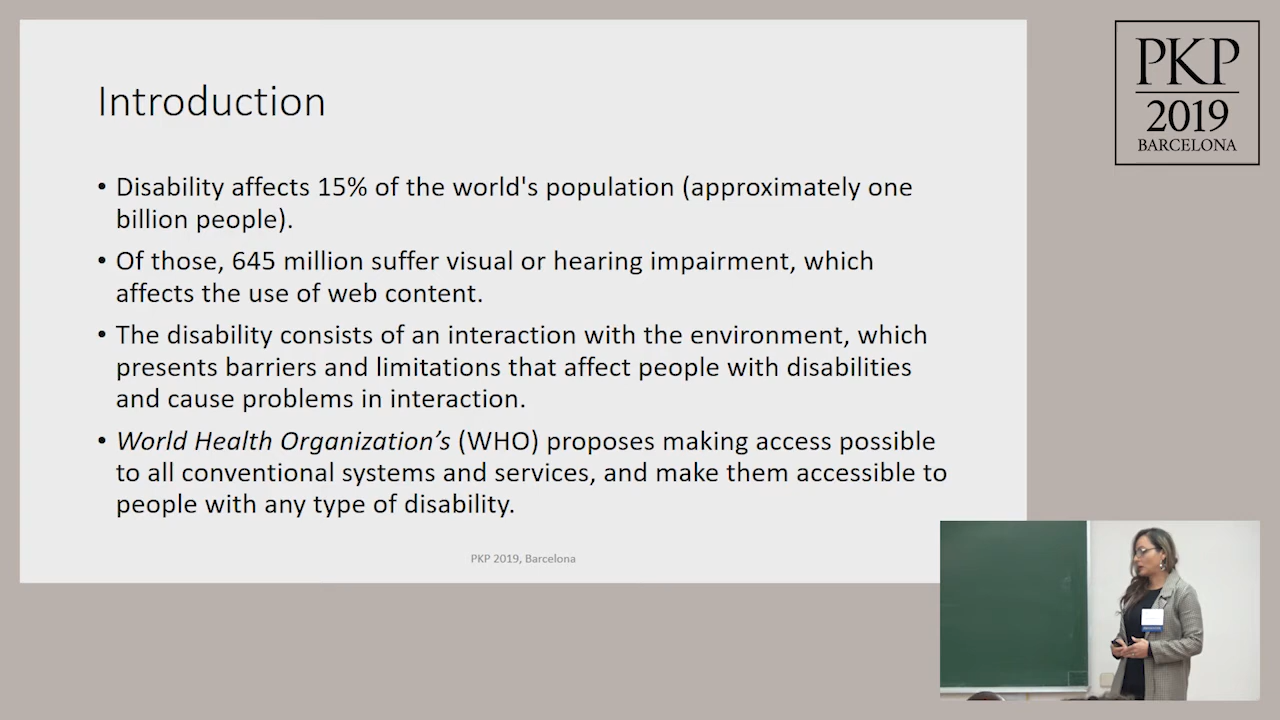 Introduction
• Disability affects 15% of the world's population (approximately one
billion people).
• Of those, 645 million suffer visual or hearing impairment, which
affects the use of web content.
• The disability consists of an interaction with the environment, which
presents barriers and limitations that affect people with disabilities
and cause problems in interaction.
• World Health Organization’s (WHO) proposes making access possible
to all conventional systems and services, and make them accessible to
people with any type of disability.
PKP 2019, Barcelona
PKP
2019
BARCELONA